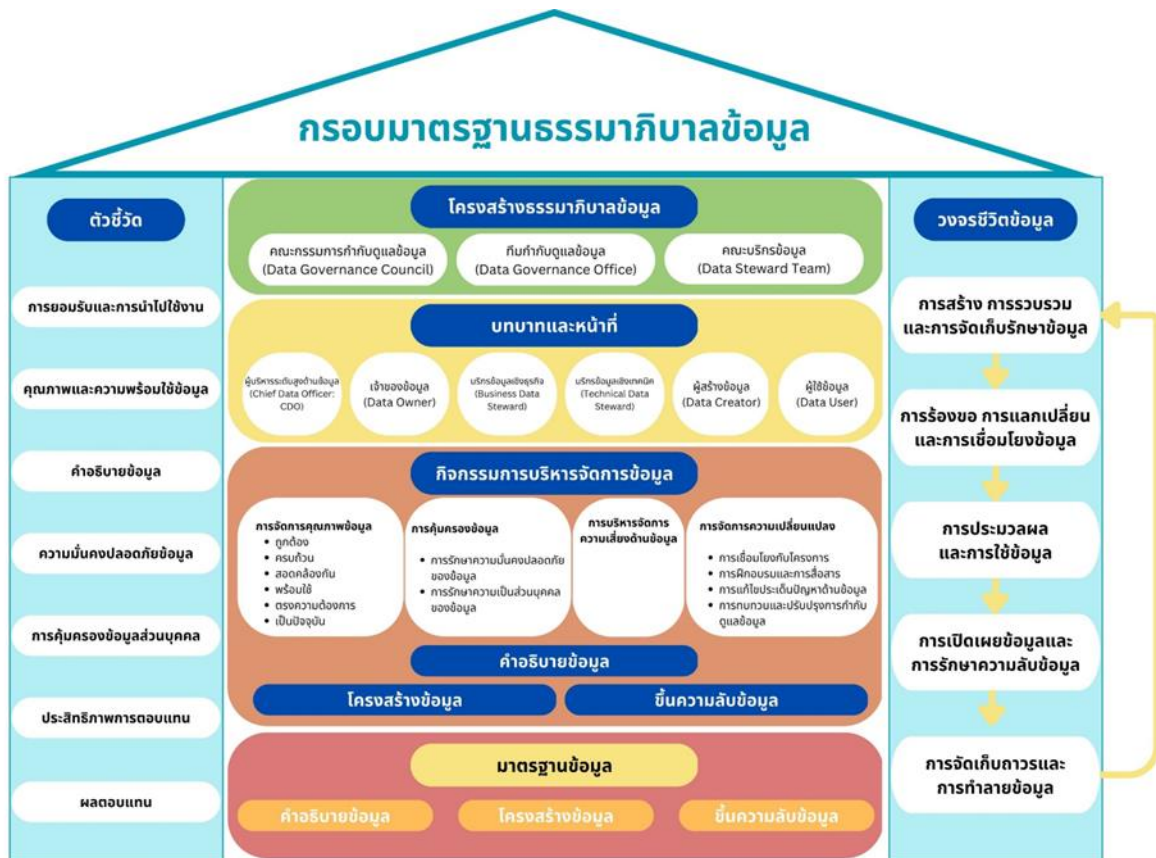 กรอบมาตรฐานธรรมาภิบาลข้อมูล
ตัวชี้วัด
การยอมรับและการนำไปใช้งาน
คุณภาพและความพร้อมใช้ข้อมูล
คำอธิบายข้อมูล
ความมั่นคงปลอดภัยข้อมูล
การคุ้มครองข้อมูลส่วนบุคคล
ประสิทธิภาพการตอบแทน
ผลตอบแทน
โครงสร้างธรรมาภิบาลข้อมูล
คณะกรรมการกำกับดูแลข้อมูล
(Data Governance Council)
ทีมกำกับดูแลข้อมูล
(Data Governance Office)
คณะบริกรข้อมูล
(Data Steward Team)
บทบาทและหน้าที่
ผู้บริหารระดับสูงด้านข้อมูล
(Chief Data Officer:
CDO)
เจ้าของข้อมูล
(Data Owner)
บริกรข้อมูลเชิงธุรกิจ
(Business Data
Steward)
บริกรข้อมูลเชิงเทคนิค
(Technical Data
Steward)
ผู้สร้างข้อมูล
(Data Creator)
ผู้ใช้ข้อมูล
(Data User)
กิจกรรมการบริหารจัดการข้อมูล
การจัดการคุณภาพข้อมูล
• ถูกต้อง
• ครบถ้วน
• สอดคล้องกัน
• พร้อมใช้
• ตรงความต้องการ
• เป็นปัจจุบัน
การคุ้มครองข้อมูล
• การรักษาความมั่นคงปลอดภัย
ของข้อมูล
• การรักษาความเป็นส่วนบุคคล
ของข้อมูล
การบริหารจัดการ
ความเสี่ยงด้านข้อมูล
การจัดการความเปลี่ยนแปลง
• การเชื่อมโยงกับโครงการ
• การฝึกอบรมและการสื่อสาร
• การแก้ไขประเด็นปัญหาด้านข้อมูล
• การทบทวนและปรับปรุงการกำกับ
ดูแลข้อมูล
คำอธิบายข้อมูล
โครงสร้างข้อมูล
ชั้นความลับข้อมูล
มาตรฐานข้อมูล
คำอธิบายข้อมูล
โครงสร้างข้อมูล
ชั้นความลับข้อมูล
วงจรชีวิตข้อมูล
การสร้าง การรวบรวม
และการจัดเก็บรักษาข้อมูล
การร้องขอ การแลกเปลี่ยน
และการเชื่อมโยงข้อมูล
การประมวลผล
และการใช้ข้อมูล
การเปิดเผยข้อมูลและ
การรักษาความลับข้อมูล
การจัดเก็บถาวรและ
การทำลายข้อมูล